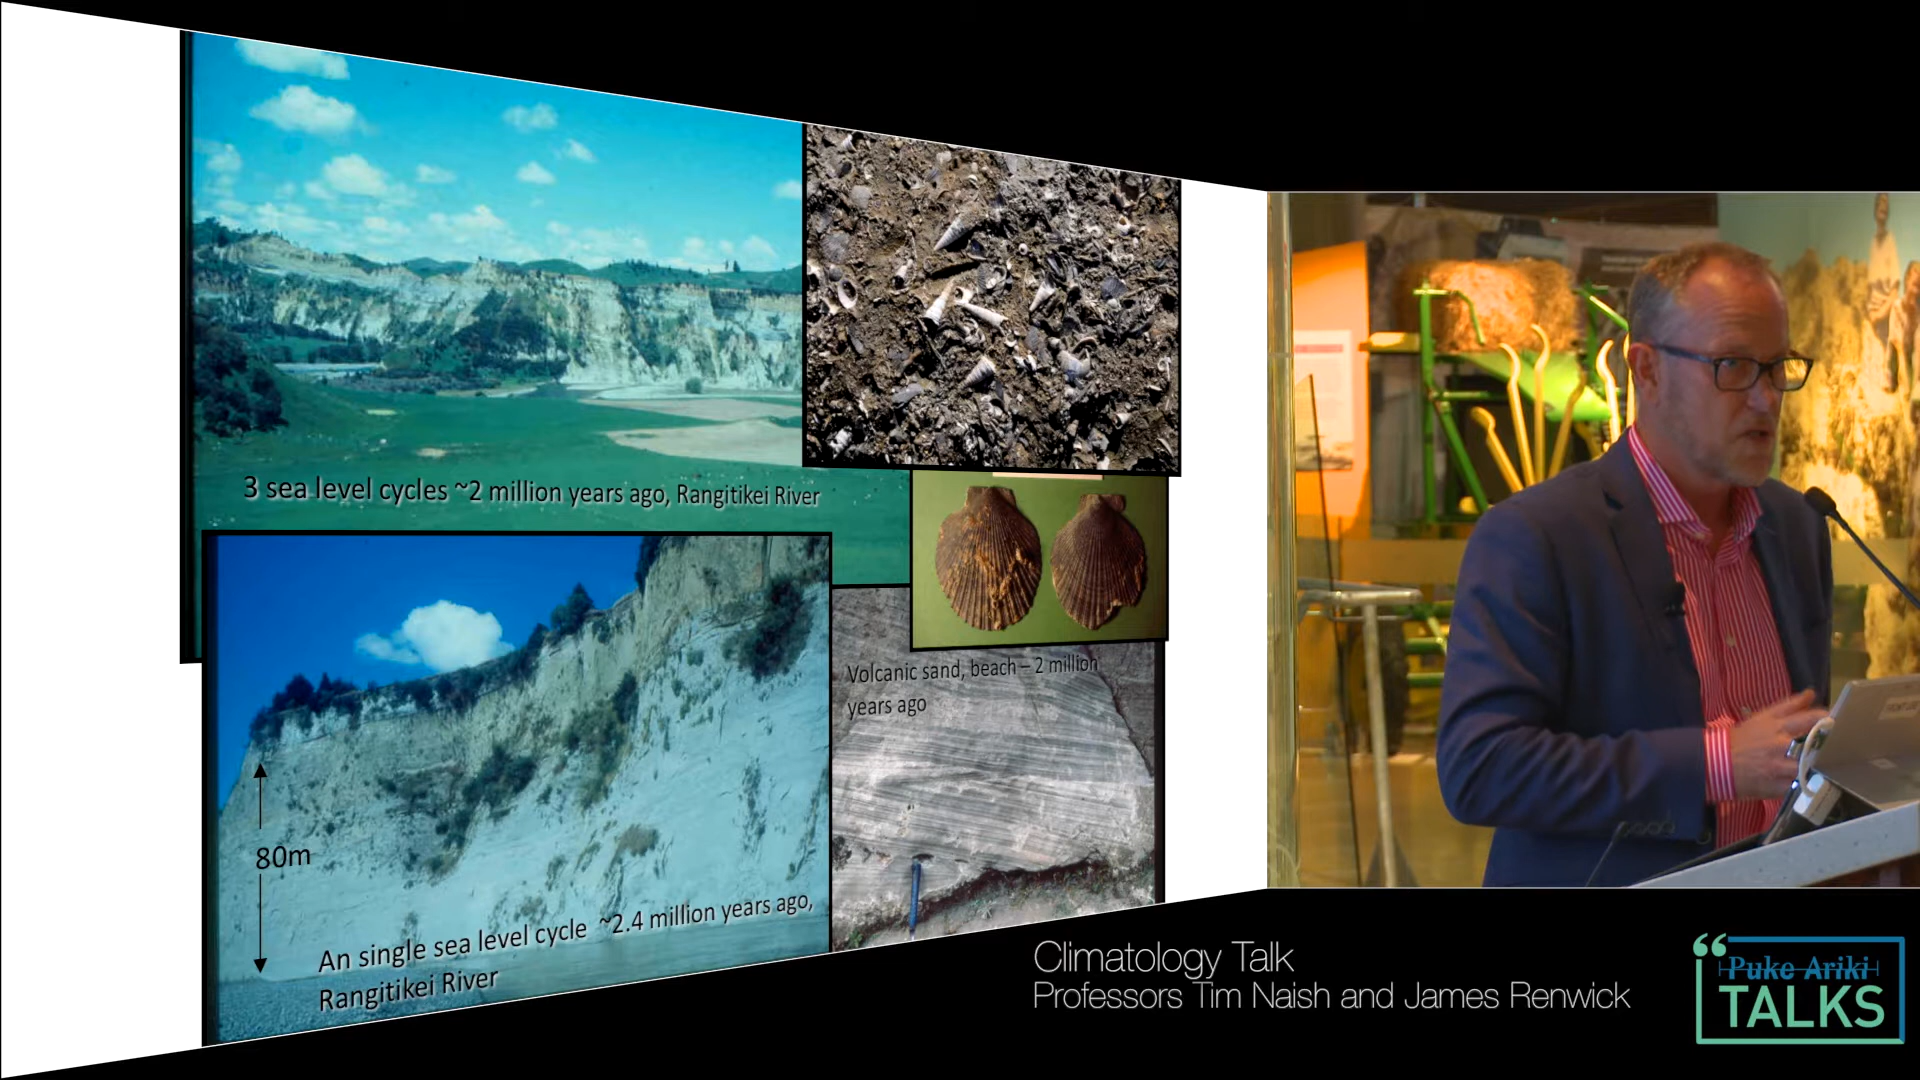 3 sea level cycles ~2 million years ago, Rangitikei River
Volcanic sand, beach – 2 million
years ago
80m
An single sea level cycle ~2.4 million years ago,
Rangitikei River
Climatology Talk
Professors Tim Naish and James Renwick
Puke Ariki
TALKS